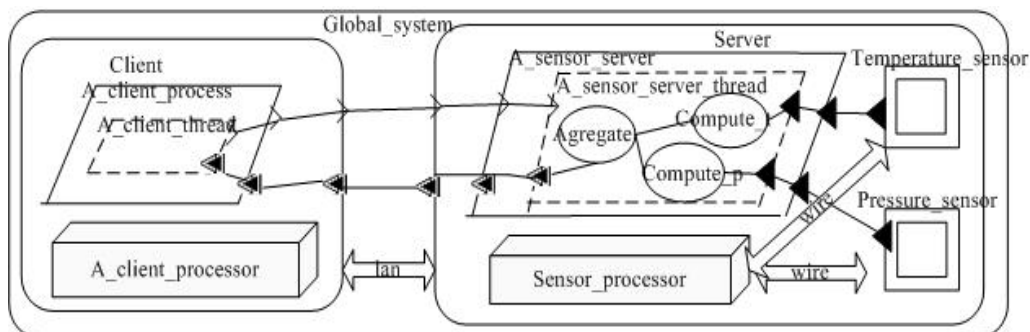 Global_system
Client
Server
A_sensor_server
Temperature_sensor
A_client_process
A_sensor_server_thread
A_client_thread
Agregate
Compute_t
Compute_p
Pressure_sensor
wire
A_client_processor
lan
Sensor_processor
wire